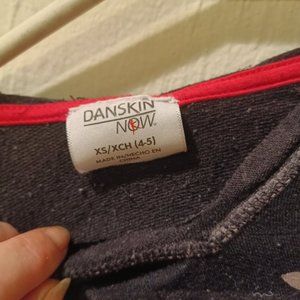 DANSKIN
NOW
XS/XCH (4-5)
MADE IN/HECHO EN
CHINA